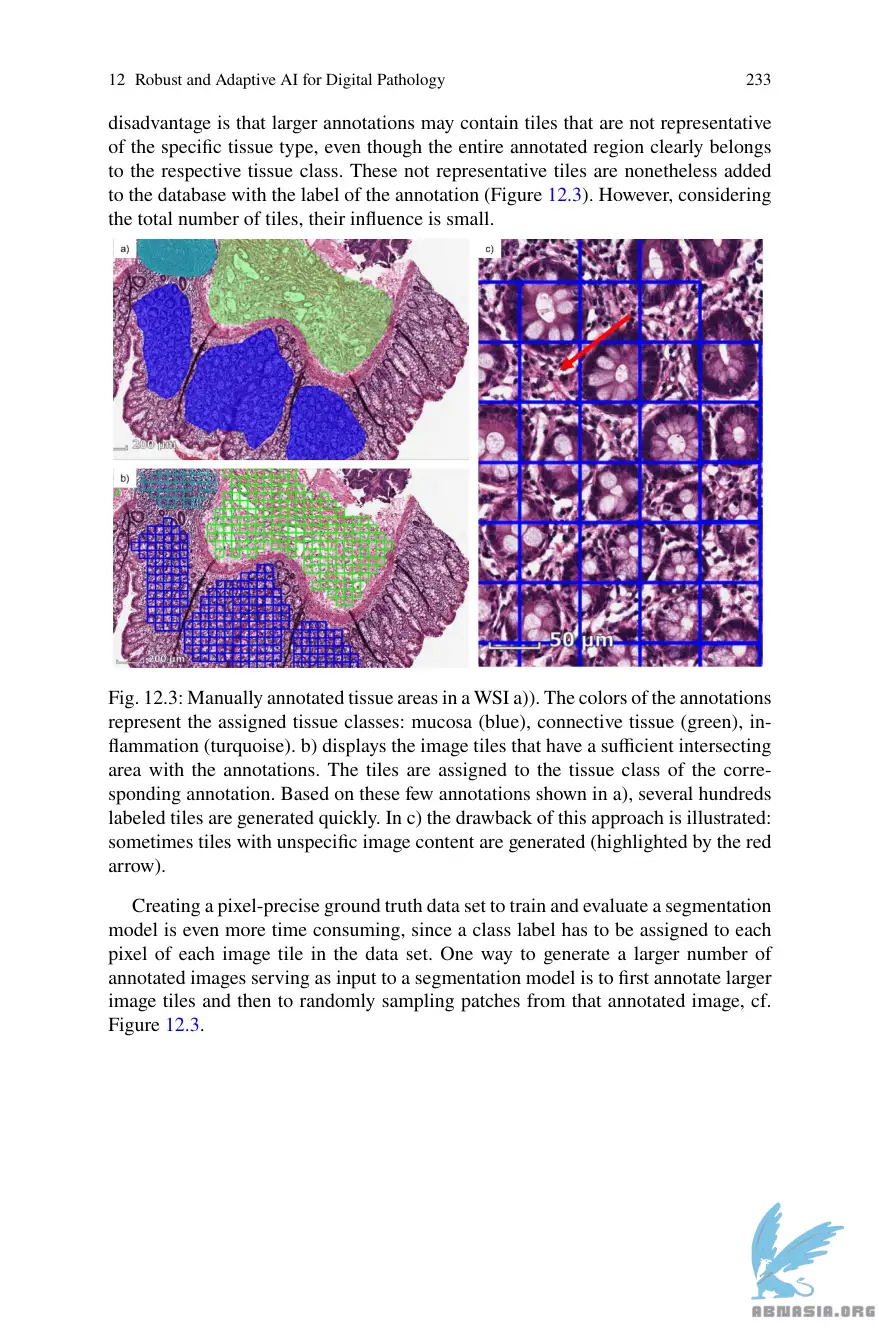 12 Robust and Adaptive AI for Digital Pathology 233
disadvantage is that larger annotations may contain tiles that are not representative
of the specific tissue type, even though the entire annotated region clearly belongs
to the respective tissue class. These not representative tiles are nonetheless added
to the database with the label of the annotation (Figure 12.3). However, considering
the total number of tiles, their influence is small.
a)
200 µm
b)
200 µm
c)
50 µm
Fig. 12.3: Manually annotated tissue areas in a WSI a)). The colors of the annotations
represent the assigned tissue classes: mucosa (blue), connective tissue (green), in-
flammation (turquoise). b) displays the image tiles that have a sufficient intersecting
area with the annotations. The tiles are assigned to the tissue class of the corre-
sponding annotation. Based on these few annotations shown in a), several hundreds
labeled tiles are generated quickly. In c) the drawback of this approach is illustrated:
sometimes tiles with unspecific image content are generated (highlighted by the red
arrow).
Creating a pixel-precise ground truth data set to train and evaluate a segmentation
model is even more time consuming, since a class label has to be assigned to each
pixel of each image tile in the data set. One way to generate a larger number of
annotated images serving as input to a segmentation model is to first annotate larger
image tiles and then to randomly sampling patches from that annotated image, cf.
Figure 12.3.
ABNASIA.ORG